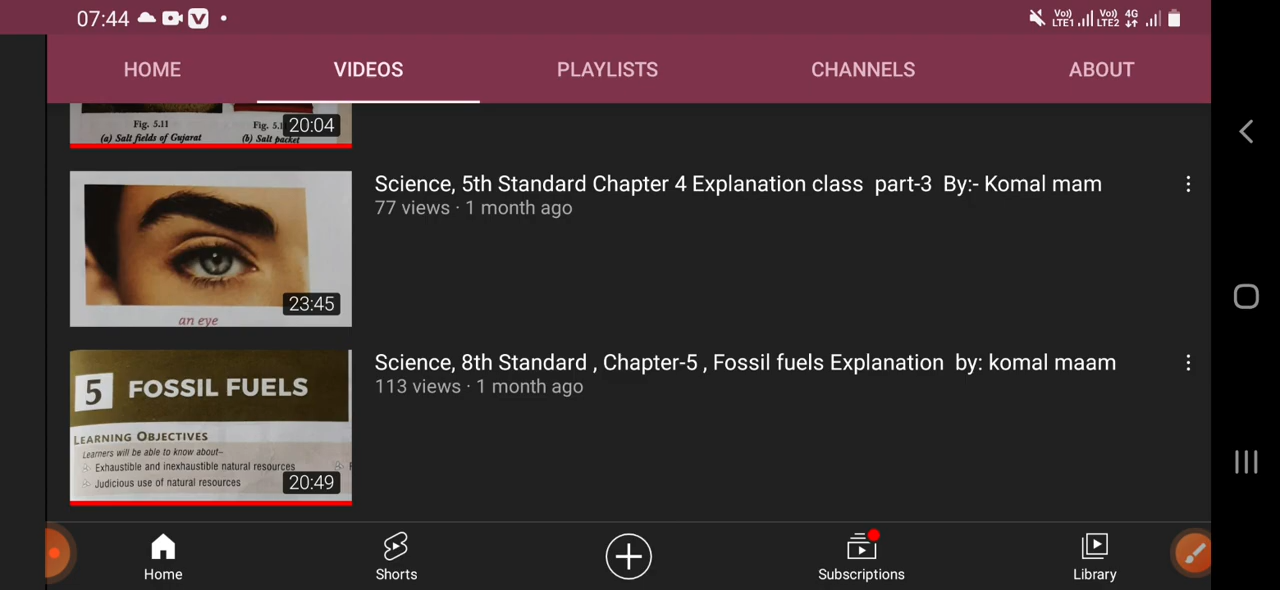 07:44
Vo)) LTE1 Vo)) LTE2 4G
HOME VIDEOS PLAYLISTS CHANNELS ABOUT
Fig. 5.11
(a) Salt fields of Gujarat (b) Salt packet
20:04
Science, 5th Standard Chapter 4 Explanation class part-3 By:- Komal mam
77 views · 1 month ago
23:45
an eye
Science, 8th Standard , Chapter-5 , Fossil fuels Explanation by: komal maam
113 views · 1 month ago
5 FOSSIL FUELS
LEARNING OBJECTIVES
Learners will be able to know about–
Exhaustible and inexhaustible natural resources
Judicious use of natural resources
20:49
Home Shorts Subscriptions Library